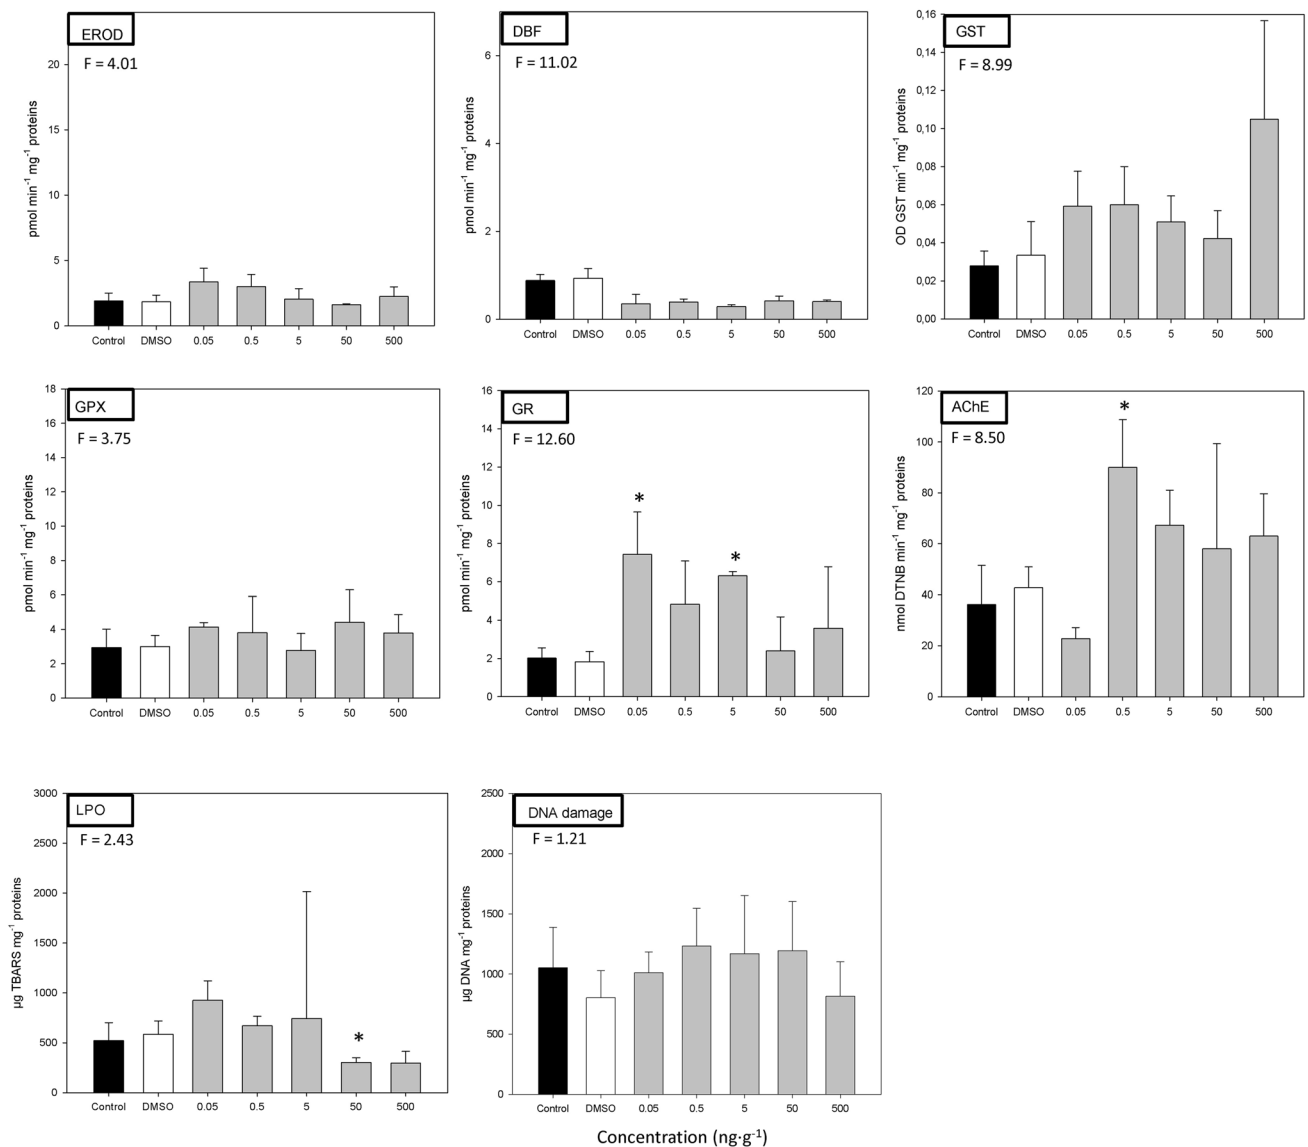 EROD
F = 4.01
pmol min⁻¹ mg⁻¹ proteins
20
15
10
5
0
Control DMSO 0.05 0.5 5 50 500
DBF
F = 11.02
pmol min⁻¹ mg⁻¹ proteins
6
4
2
0
Control DMSO 0.05 0.5 5 50 500
GST
F = 8.99
OD GST min⁻¹ mg⁻¹ proteins
0,16
0,14
0,12
0,10
0,08
0,06
0,04
0,02
0,00
Control DMSO 0.05 0.5 5 50 500
GPX
F = 3.75
pmol min⁻¹ mg⁻¹ proteins
18
16
14
12
10
8
6
4
2
0
Control DMSO 0.05 0.5 5 50 500
GR
F = 12.60
pmol min⁻¹ mg⁻¹ proteins
16
14
12
10
8
6
4
2
0
*
*
Control DMSO 0.05 0.5 5 50 500
AChE
F = 8.50
nmol DTNB min⁻¹ mg⁻¹ proteins
120
100
80
60
40
20
0
*
Control DMSO 0.05 0.5 5 50 500
LPO
F = 2.43
µg TBARS mg⁻¹ proteins
3000
2500
2000
1500
1000
500
0
*
Control DMSO 0.05 0.5 5 50 500
DNA damage
F = 1.21
µg DNA mg⁻¹ proteins
2500
2000
1500
1000
500
0
Control DMSO 0.05 0.5 5 50 500
Concentration (ng·g⁻¹)